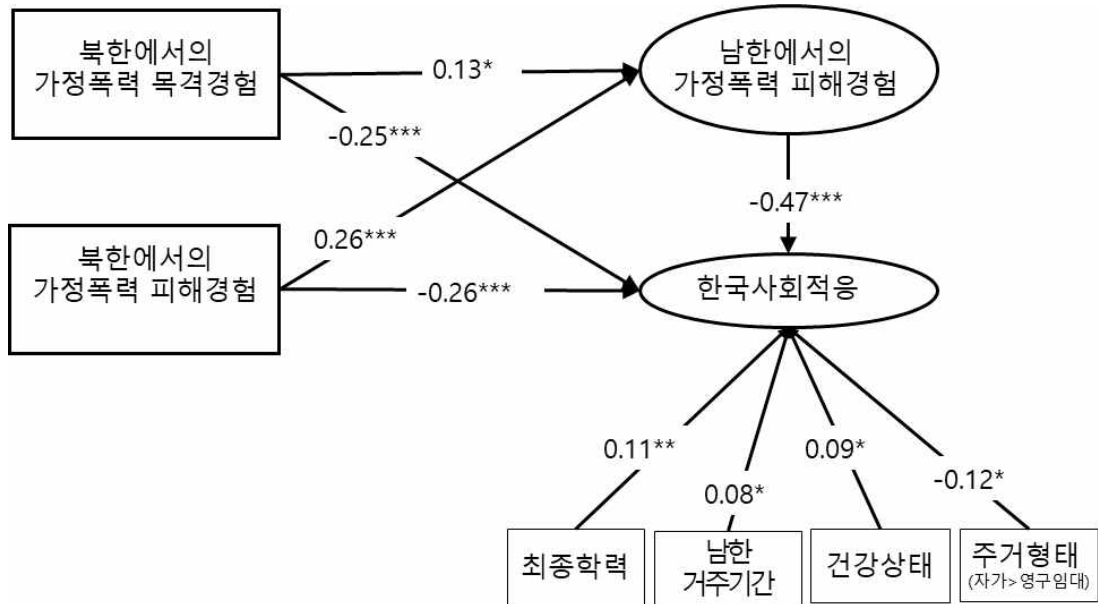 북한에서의
가정폭력 목격경험
남한에서의
가정폭력 피해경험
0.13*
-0.25***
-0.47***
북한에서의
가정폭력 피해경험
0.26***
-0.26***
한국사회적응
0.11**
0.08*
0.09*
-0.12*
최종학력
남한
거주기간
건강상태
주거형태
(자가>영구임대)